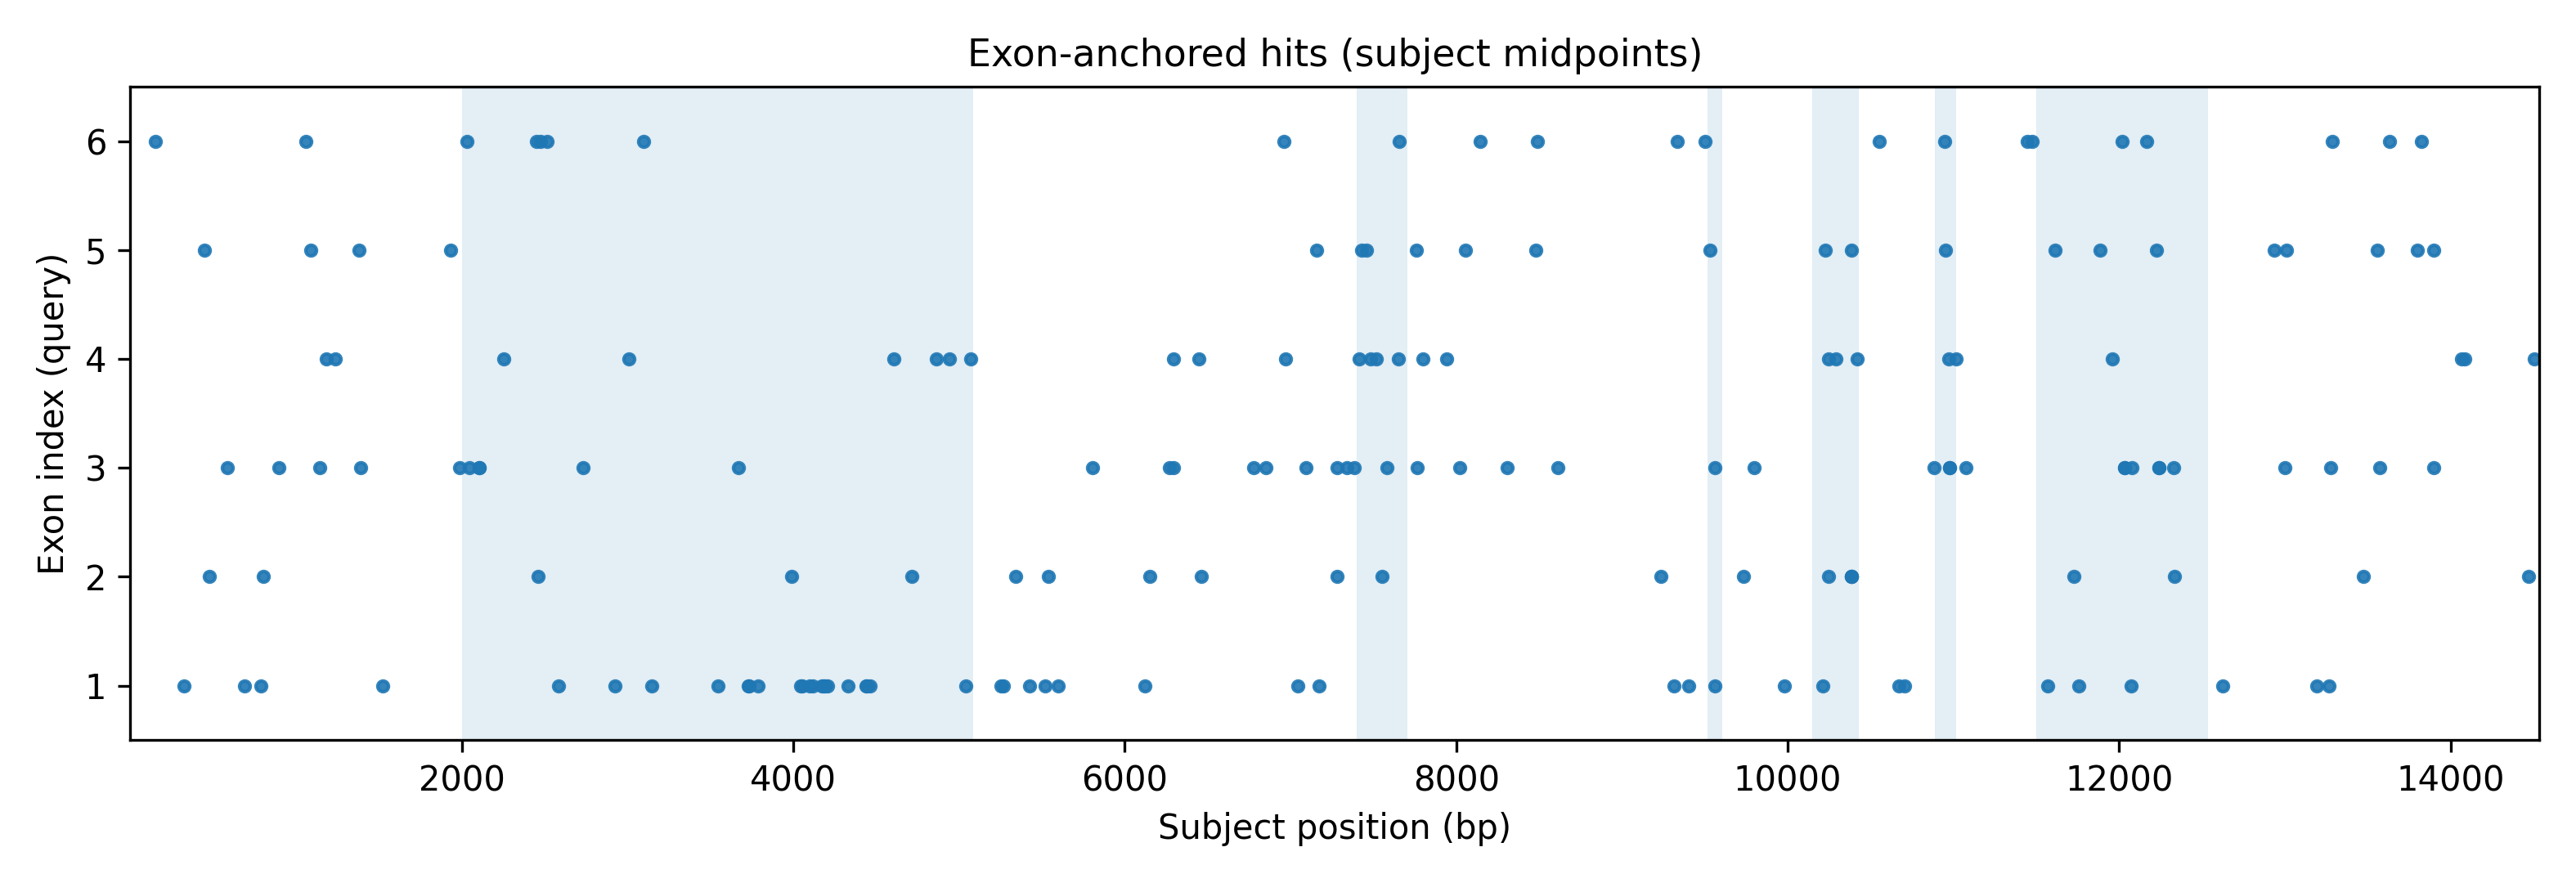 Exon-anchored hits (subject midpoints)
Exon index (query)
6
5
4
3
2
1
2000 4000 6000 8000 10000 12000 14000
Subject position (bp)